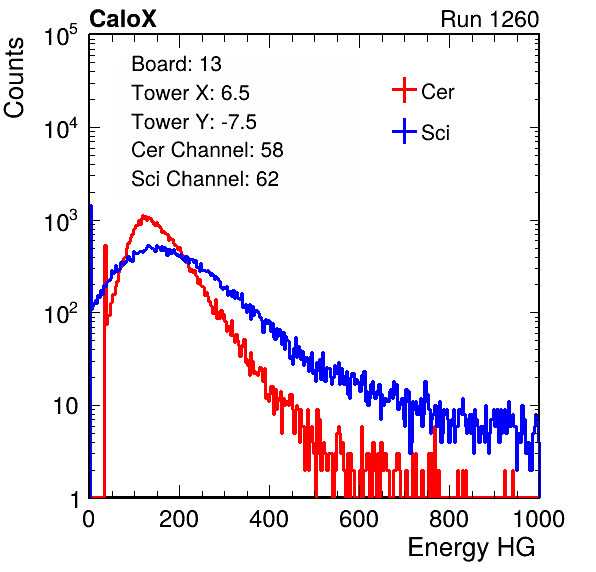 CaloX
Run 1260
Counts
Board: 13
Tower X: 6.5
Tower Y: -7.5
Cer Channel: 58
Sci Channel: 62
Cer
Sci
10^5
10^4
10^3
10^2
10
1
0 200 400 600 800 1000
Energy HG